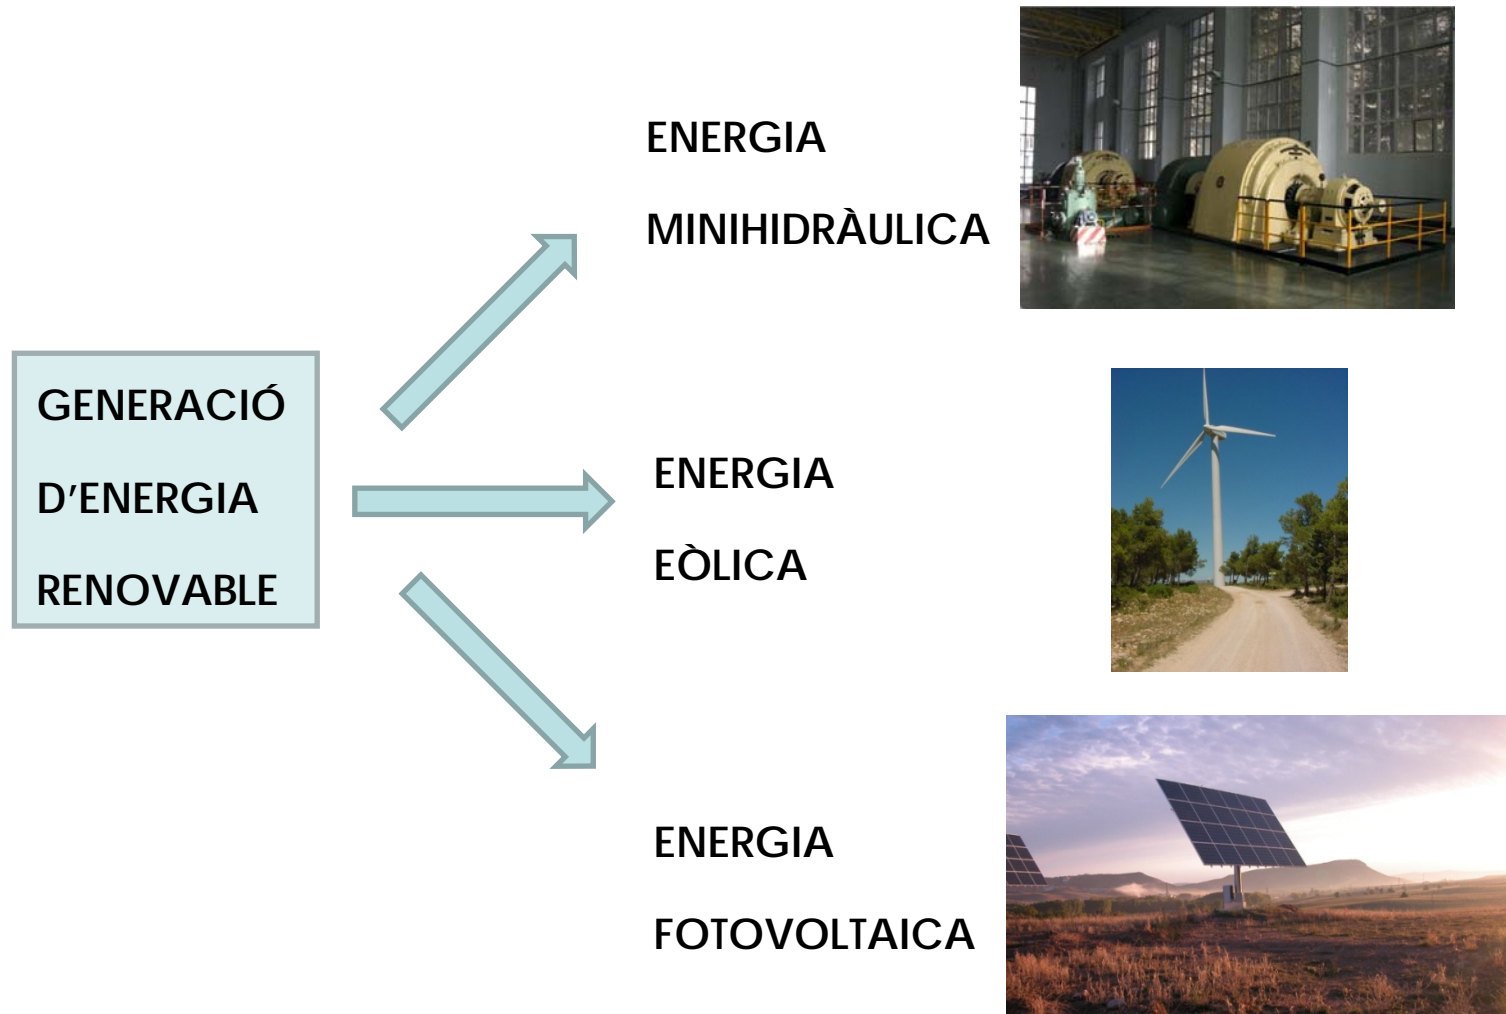 GENERACIÓ
D'ENERGIA
RENOVABLE
ENERGIA
MINIHIDRÀULICA
ENERGIA
EÒLICA
ENERGIA
FOTOVOLTAICA